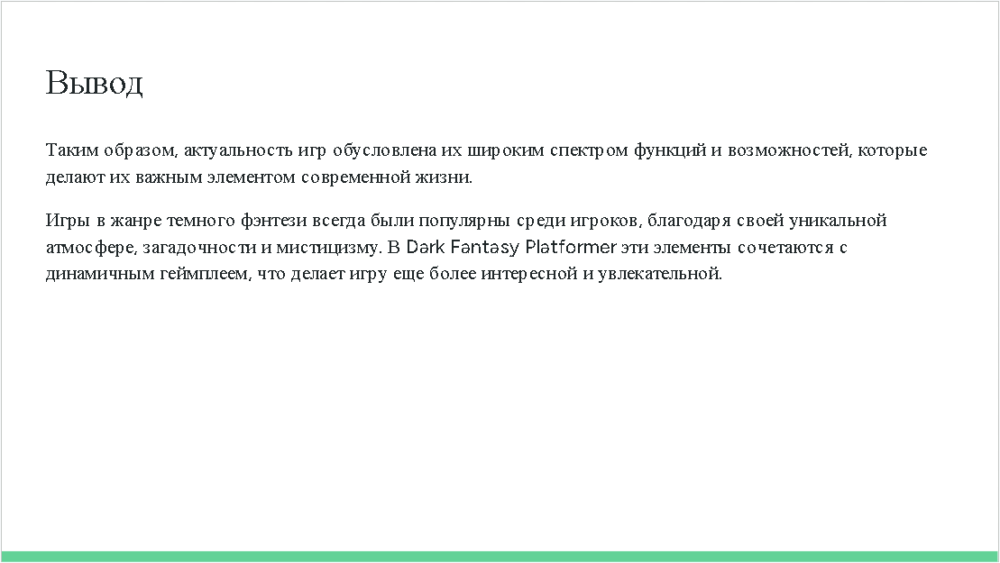 Вывод
Таким образом, актуальность игр обусловлена их широким спектром функций и возможностей, которые
делают их важным элементом современной жизни.
Игры в жанре темного фэнтези всегда были популярны среди игроков, благодаря своей уникальной
атмосфере, загадочности и мистицизму. В Dark Fantasy Platformer эти элементы сочетаются с
динамичным геймплеем, что делает игру еще более интересной и увлекательной.